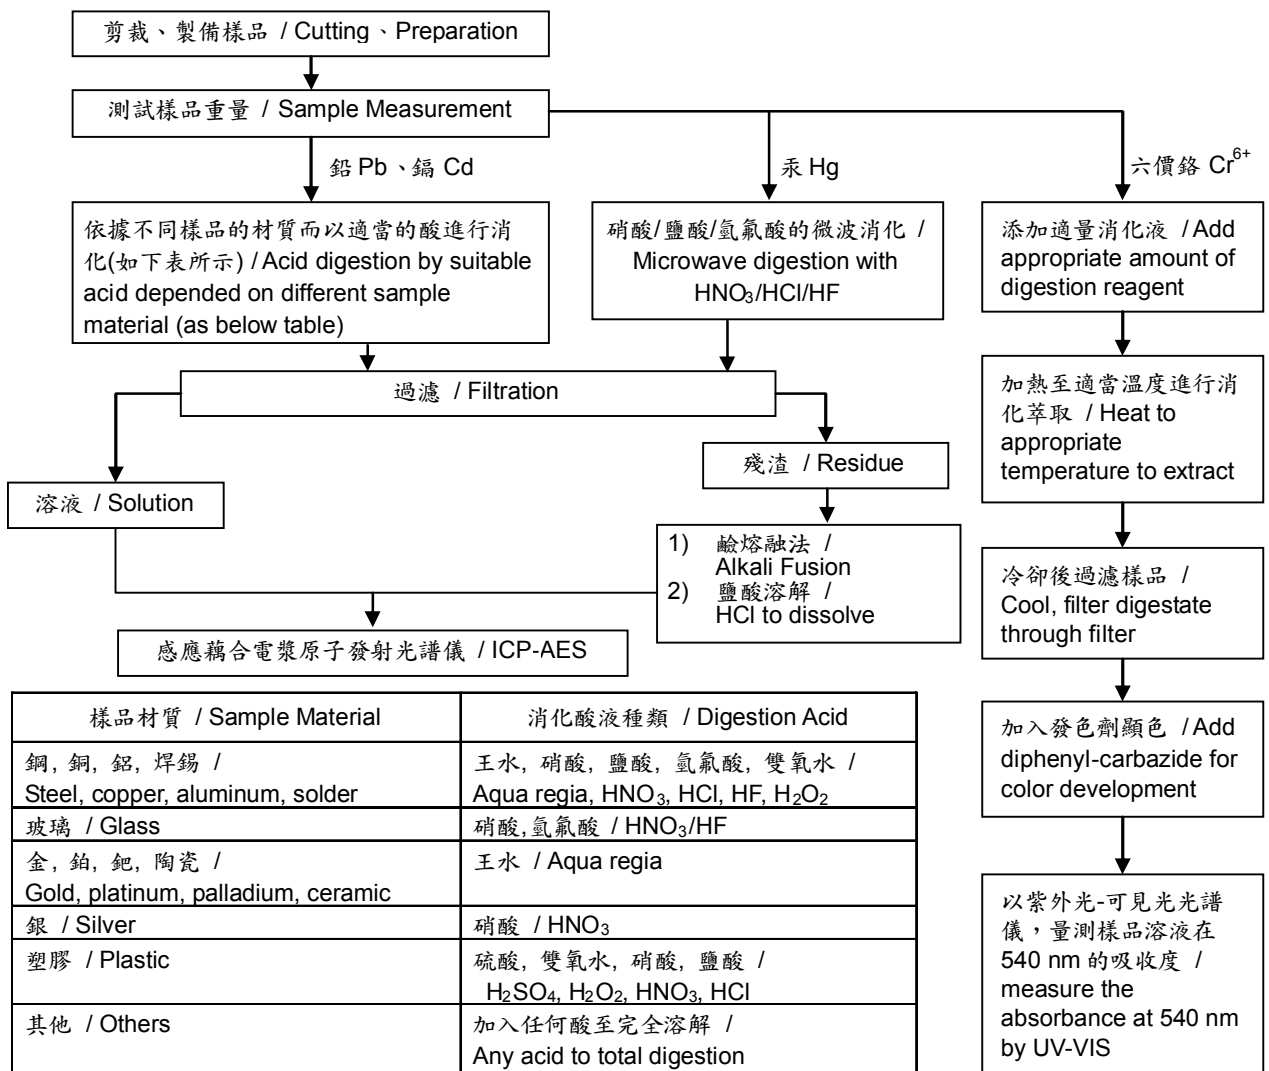 剪裁、製備樣品 / Cutting、Preparation
測試樣品重量 / Sample Measurement
鉛 Pb、鎘 Cd
汞 Hg
六價鉻 Cr⁶⁺
依據不同樣品的材質而以適當的酸進行消
化(如下表所示) / Acid digestion by suitable
acid depended on different sample
material (as below table)
硝酸/鹽酸/氫氟酸的微波消化 /
Microwave digestion with
HNO₃/HCl/HF
添加適量消化液 / Add
appropriate amount of
digestion reagent
過濾 / Filtration
加熱至適當溫度進行消
化萃取 / Heat to
appropriate
temperature to extract
溶液 / Solution
殘渣 / Residue
1) 鹼熔融法 /
Alkali Fusion
2) 鹽酸溶解 /
HCl to dissolve
冷卻後過濾樣品 /
Cool, filter digestate
through filter
感應藕合電漿原子發射光譜儀 / ICP-AES
加入發色劑顯色 / Add
diphenyl-carbazide for
color development
以紫外光-可見光光譜
儀，量測樣品溶液在
540 nm 的吸收度 /
measure the
absorbance at 540 nm
by UV-VIS
樣品材質 / Sample Material
消化酸液種類 / Digestion Acid
鋼, 銅, 鋁, 焊錫 /
Steel, copper, aluminum, solder
王水, 硝酸, 鹽酸, 氫氟酸, 雙氧水 /
Aqua regia, HNO₃, HCl, HF, H₂O₂
玻璃 / Glass
硝酸,氫氟酸 / HNO₃/HF
金, 鉑, 鈀, 陶瓷 /
Gold, platinum, palladium, ceramic
王水 / Aqua regia
銀 / Silver
硝酸 / HNO₃
塑膠 / Plastic
硫酸, 雙氧水, 硝酸, 鹽酸 /
H₂SO₄, H₂O₂, HNO₃, HCl
其他 / Others
加入任何酸至完全溶解 /
Any acid to total digestion